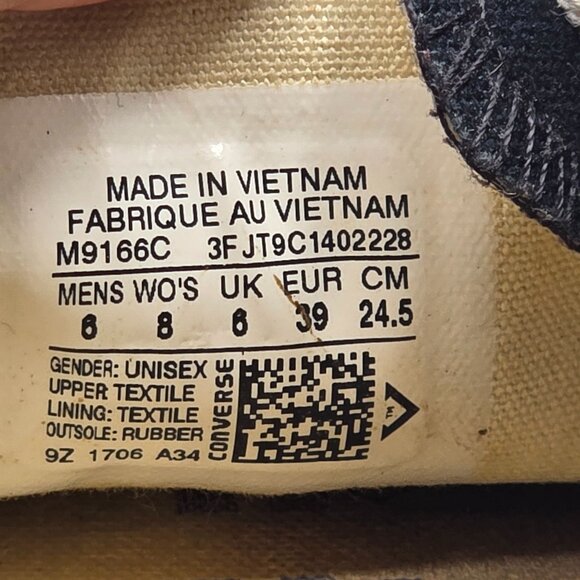 MADE IN VIETNAM
FABRIQUE AU VIETNAM
M9166C 3FJT9C1402228
MENS WO'S UK EUR CM
6 8 6 39 24.5
GENDER: UNISEX
UPPER: TEXTILE
LINING: TEXTILE
OUTSOLE: RUBBER
9Z 1706 A34
CONVERSE